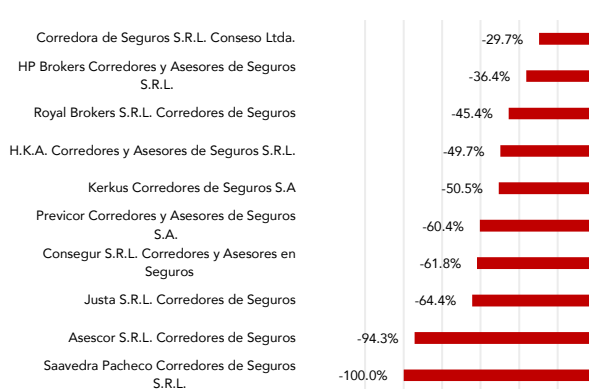 Corredora de Seguros S.R.L. Conseso Ltda.
-29.7%
HP Brokers Corredores y Asesores de Seguros
S.R.L.
-36.4%
Royal Brokers S.R.L. Corredores de Seguros
-45.4%
H.K.A. Corredores y Asesores de Seguros S.R.L.
-49.7%
Kerkus Corredores de Seguros S.A
-50.5%
Previcor Corredores y Asesores de Seguros
S.A.
-60.4%
Consegur S.R.L. Corredores y Asesores en
Seguros
-61.8%
Justa S.R.L. Corredores de Seguros
-64.4%
Asescor S.R.L. Corredores de Seguros
-94.3%
Saavedra Pacheco Corredores de Seguros
S.R.L.
-100.0%